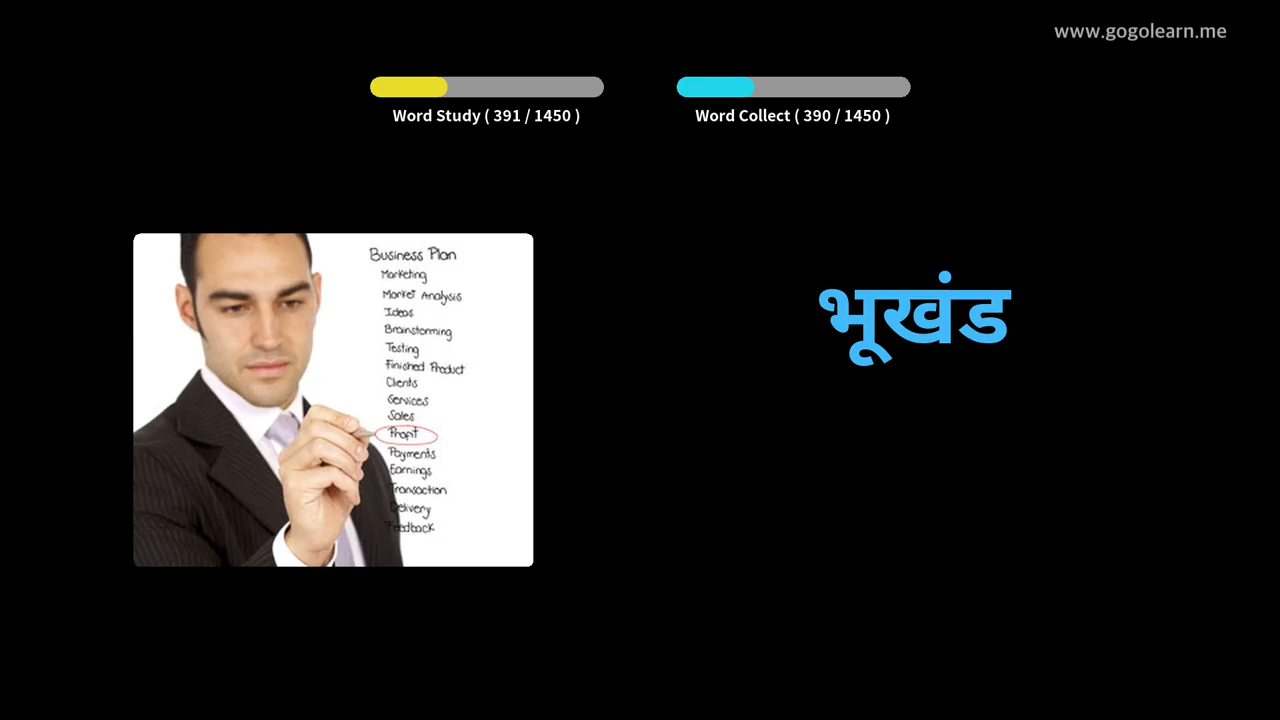 www.gogolearn.me
Word Study ( 391 / 1450 )
Word Collect ( 390 / 1450 )
Business Plan
Marketing
Market Analysis
Ideas
Brainstorming
Testing
Finished Product
Clients
Services
Sales
Profit
Payments
Earnings
Transaction
Delivery
Feedback
भूखंड